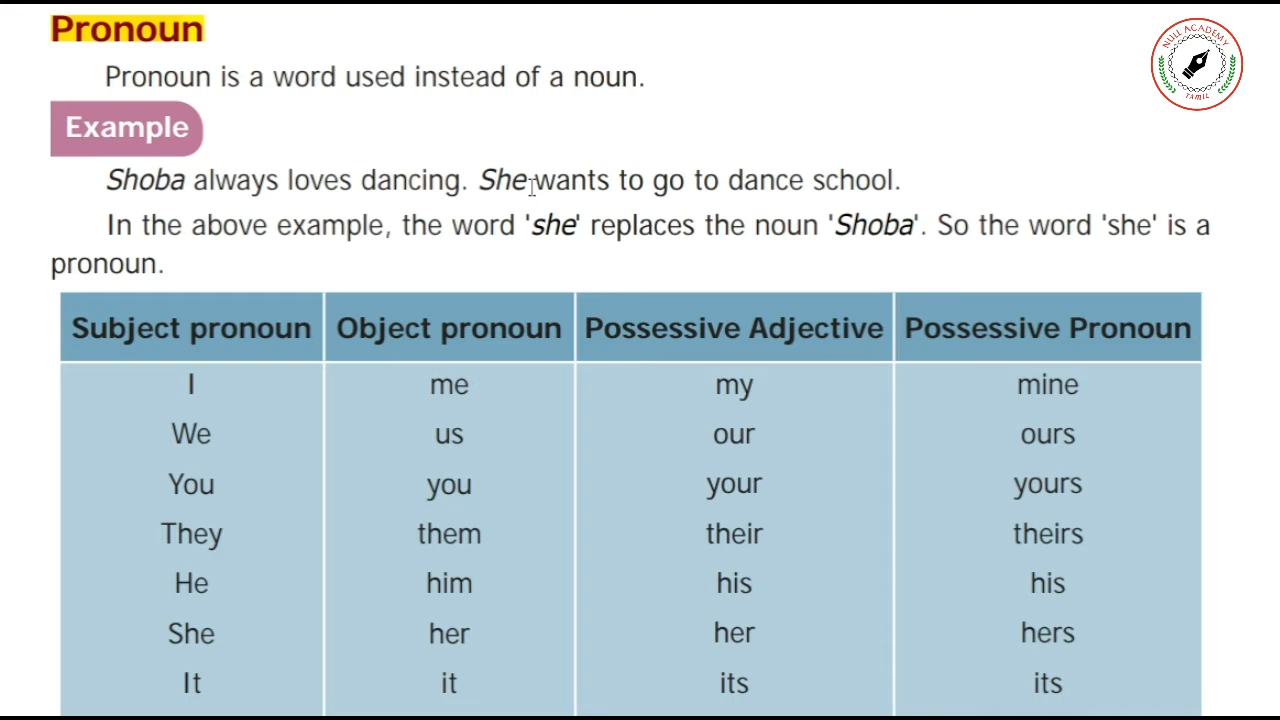 Pronoun
NULL ACADEMY
TAMIL
Pronoun is a word used instead of a noun.
Example
Shoba always loves dancing. She wants to go to dance school.
In the above example, the word 'she' replaces the noun 'Shoba'. So the word 'she' is a
pronoun.
Subject pronoun Object pronoun Possessive Adjective Possessive Pronoun
I me my mine
We us our ours
You you your yours
They them their theirs
He him his his
She her her hers
It it its its